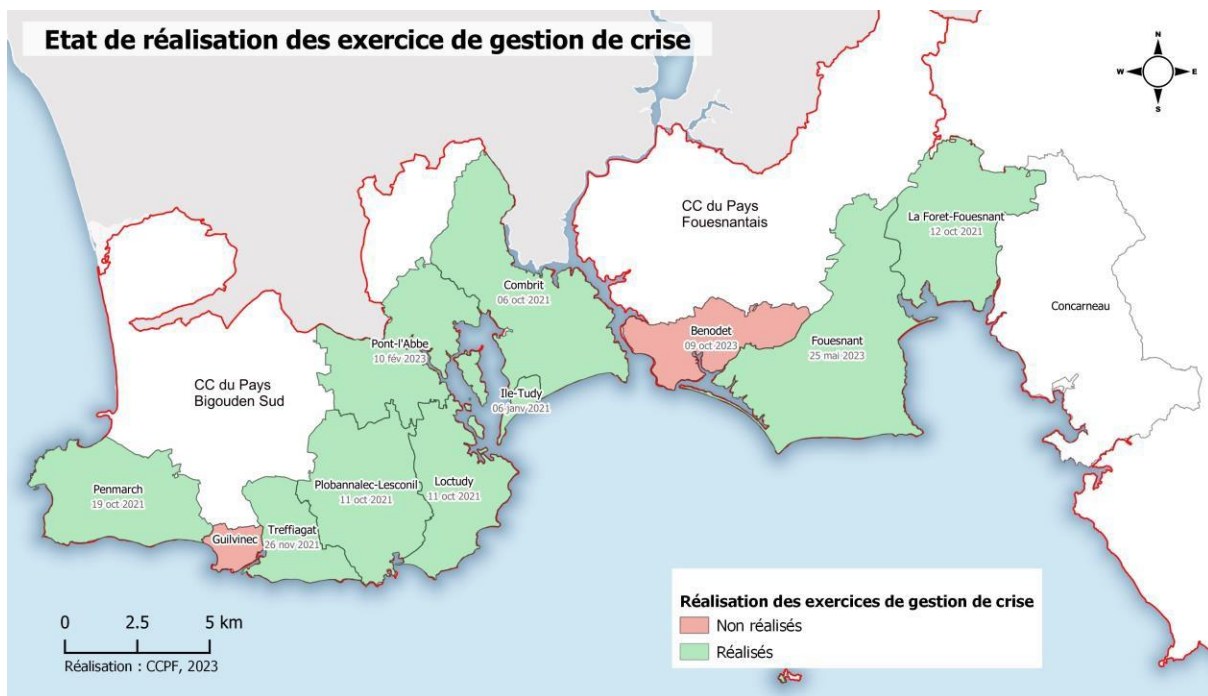 Etat de réalisation des exercice de gestion de crise
N
W
E
S
CC du Pays
Fouesnantais
La Foret-Fouesnant
12 oct 2021
Combrit
06 oct 2021
Concarneau
Benodet
09 oct 2023
Fouesnant
25 mai 2023
Pont-l'Abbe
10 fév 2023
CC du Pays
Bigouden Sud
Ile-Tudy
06 janv 2021
Penmarch
19 oct 2021
Plobannalec-Lesconil
11 oct 2021
Loctudy
11 oct 2021
Treffiagat
26 nov 2021
Guilvinec
Réalisation des exercices de gestion de crise
Non réalisés
Réalisés
0 2.5 5 km
Réalisation : CCPF, 2023